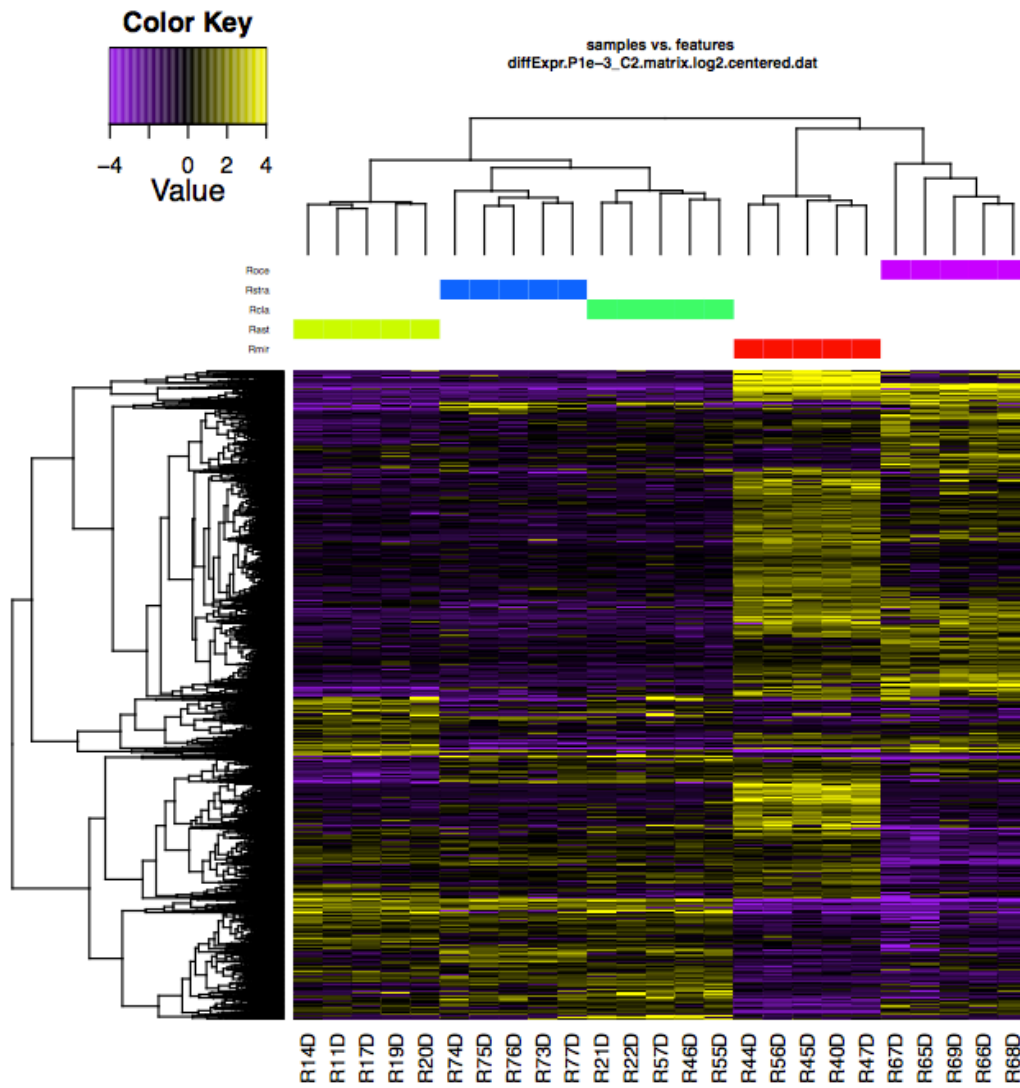 Color Key
samples vs. features
diffExpr.P1e−3_C2.matrix.log2.centered.dat
−4 0 2 4
Value
Roce
Rstra
Rcla
Rast
Rmir
R14D R11D R17D R19D R20D R74D R75D R76D R73D R77D R21D R22D R57D R46D R55D R44D R56D R45D R40D R47D R67D R65D R69D R66D R68D